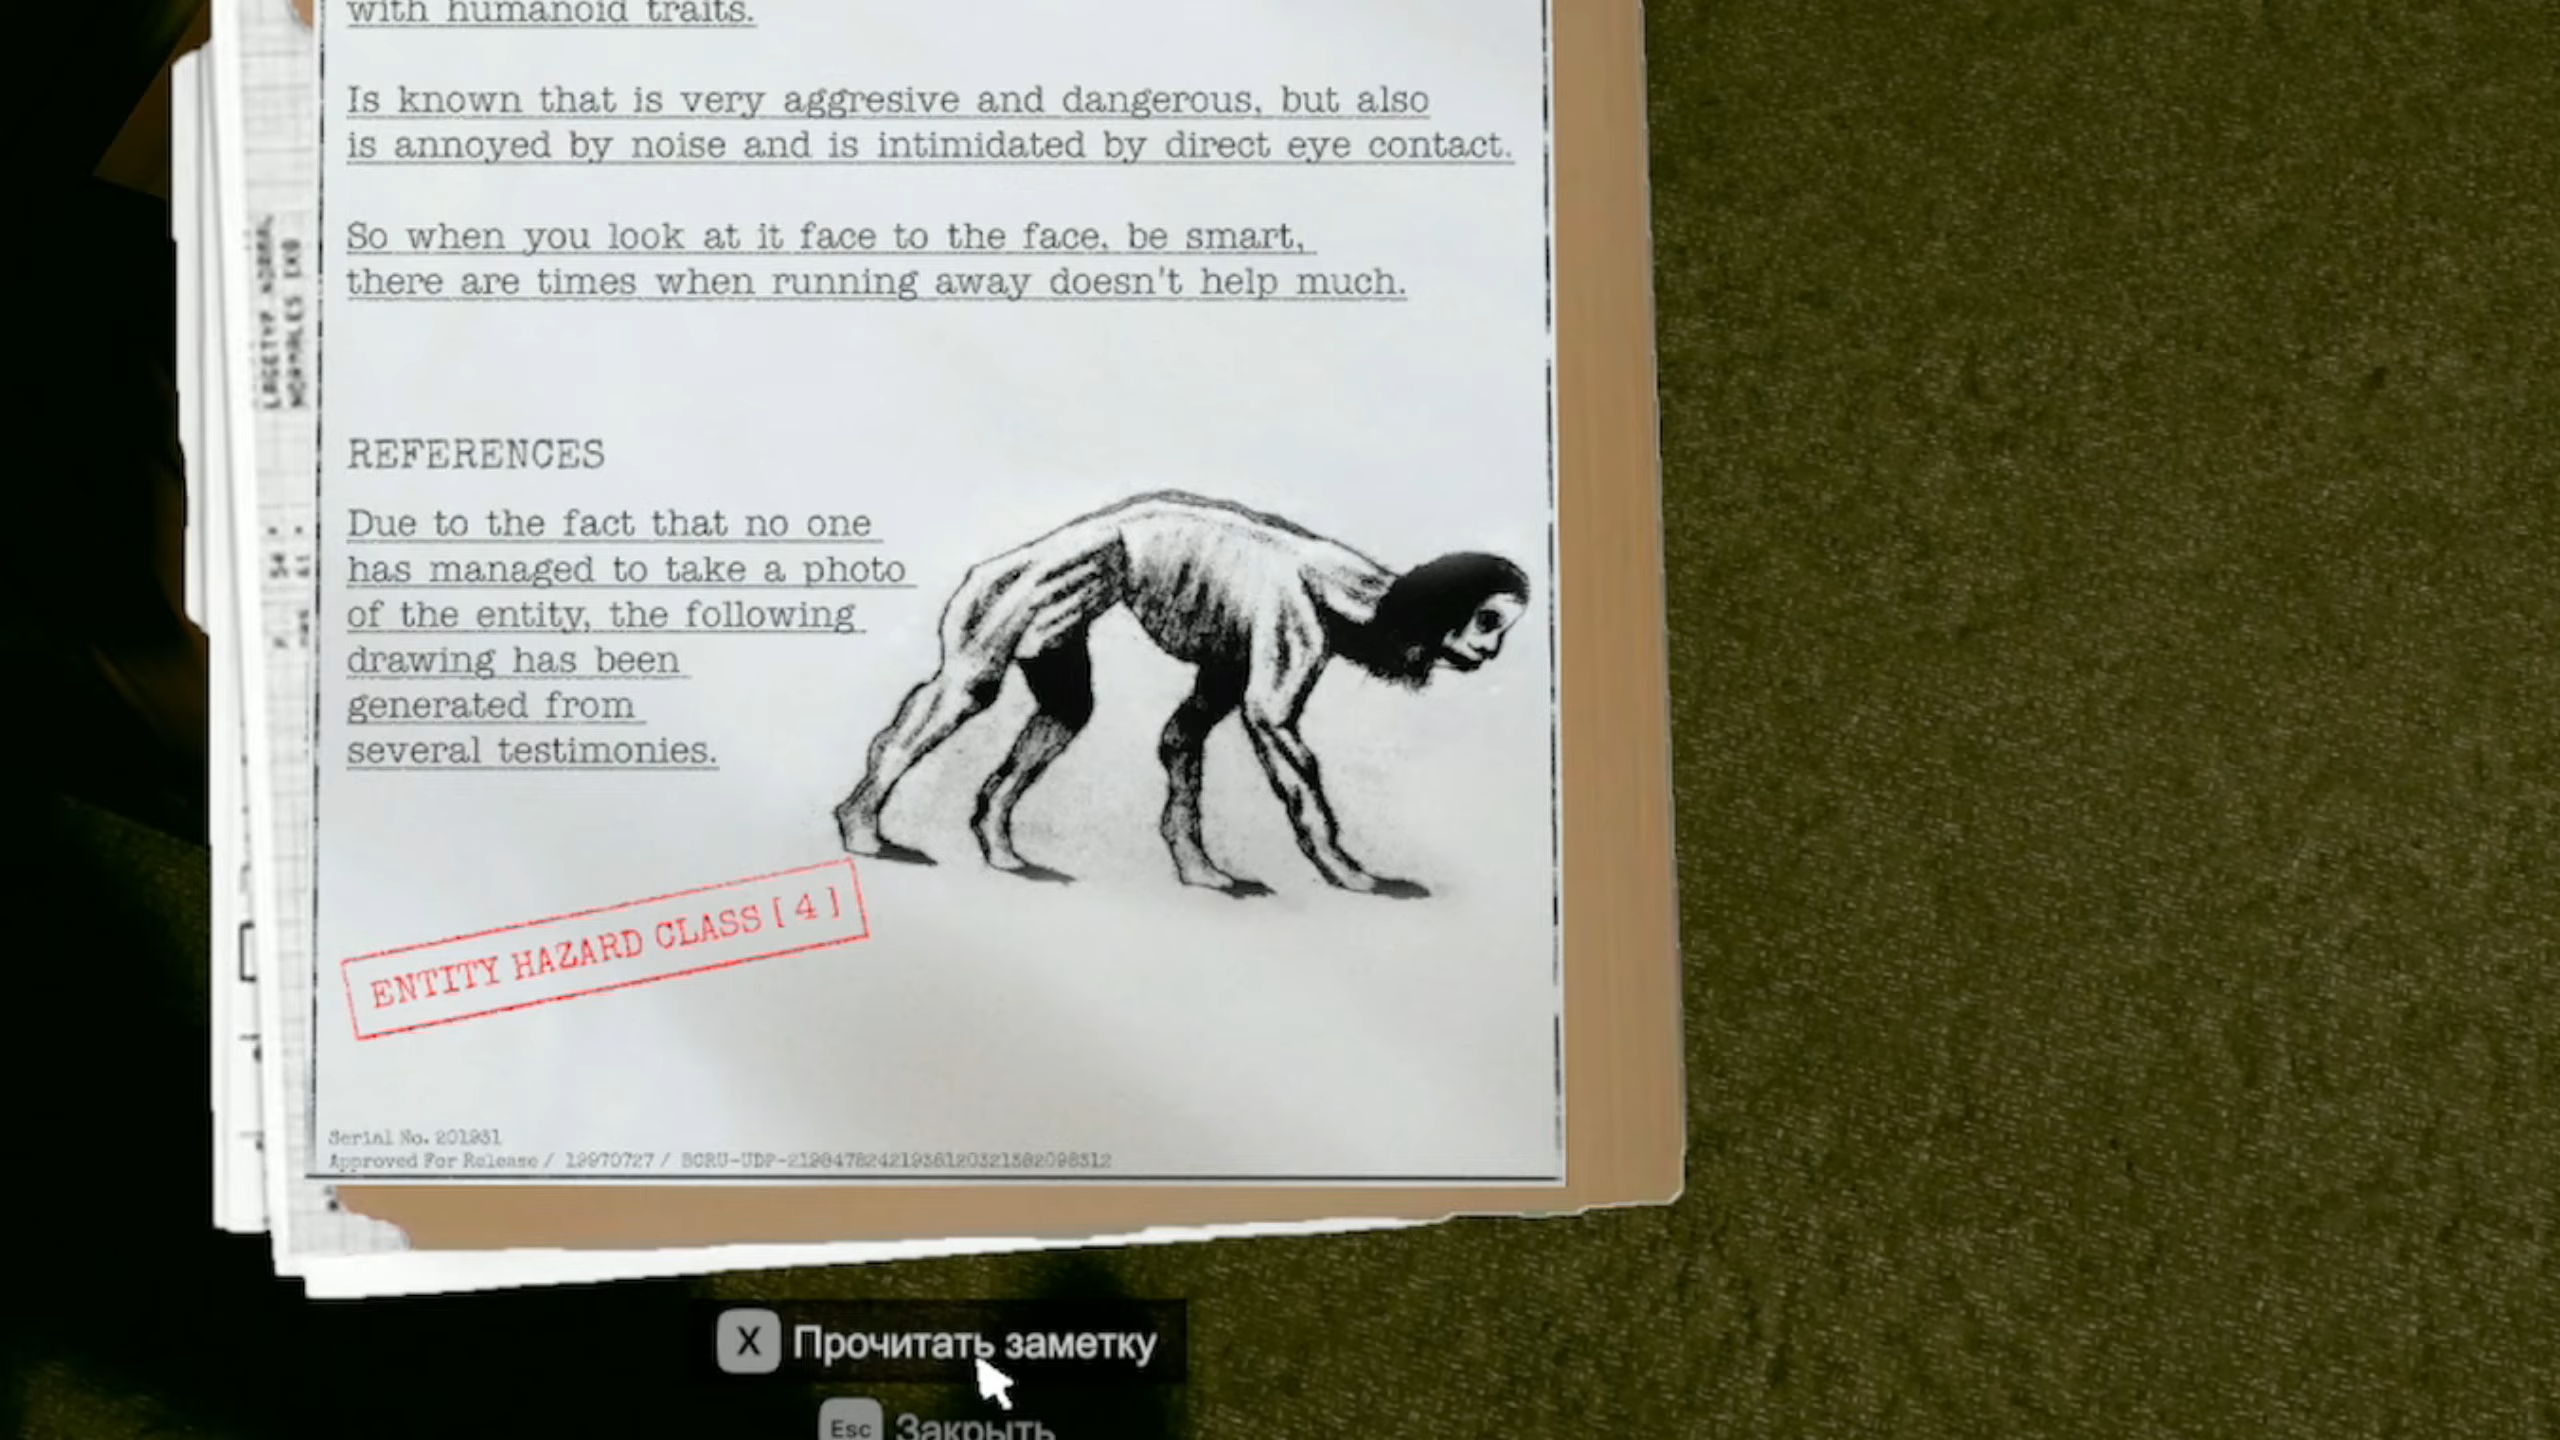 with humanoid traits.
Is known that is very aggresive and dangerous, but also
is annoyed by noise and is intimidated by direct eye contact.
So when you look at it face to the face, be smart,
there are times when running away doesn't help much.
REFERENCES
Due to the fact that no one
has managed to take a photo
of the entity, the following
drawing has been
generated from
several testimonies.
ENTITY HAZARD CLASS [ 4 ]
Serial No. 201931
Approved For Release / 19970727 /
X Прочитать заметку
Esc Закрыть